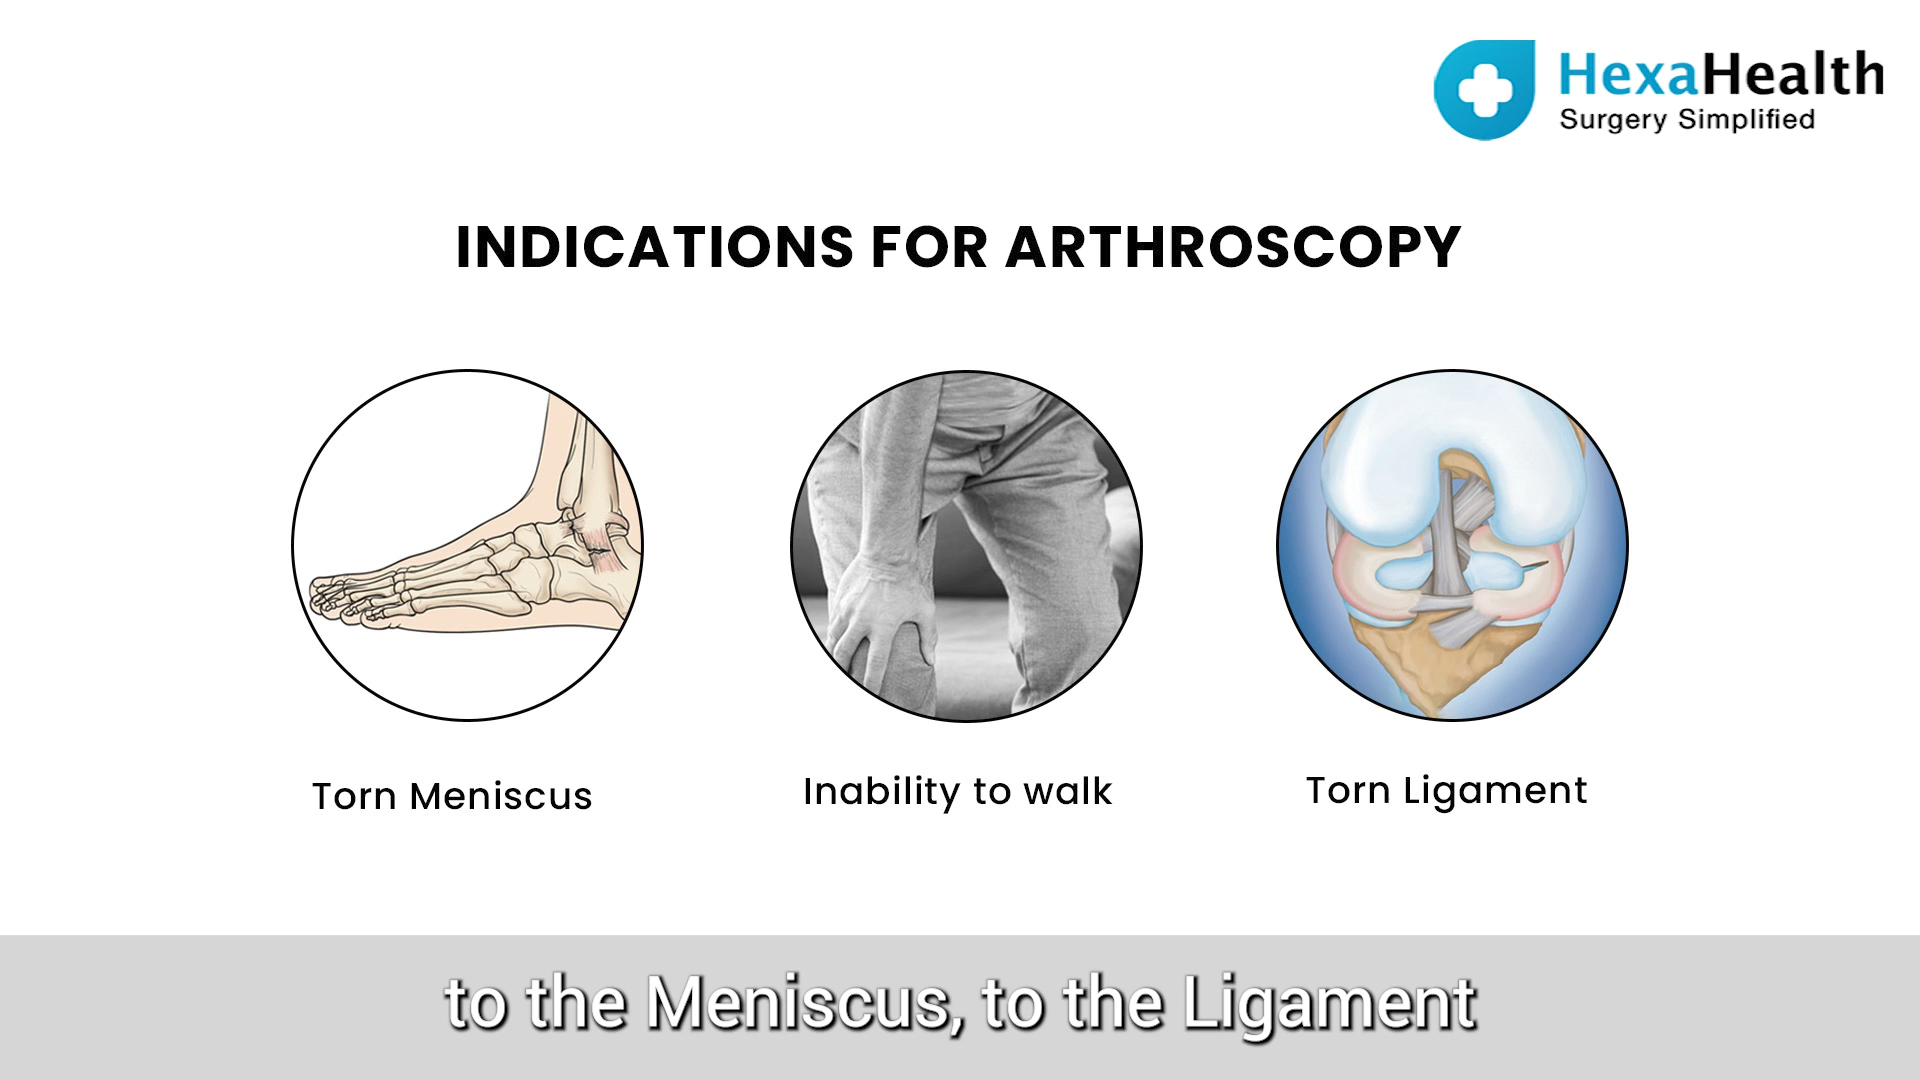 HexaHealth
Surgery Simplified
INDICATIONS FOR ARTHROSCOPY
Torn Meniscus
Inability to walk
Torn Ligament
to the Meniscus, to the Ligament